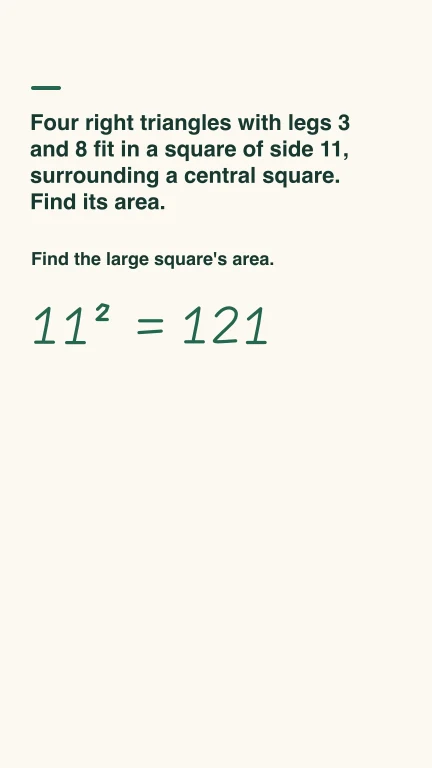 Four right triangles with legs 3
and 8 fit in a square of side 11,
surrounding a central square.
Find its area.
Find the large square's area.
11² = 121